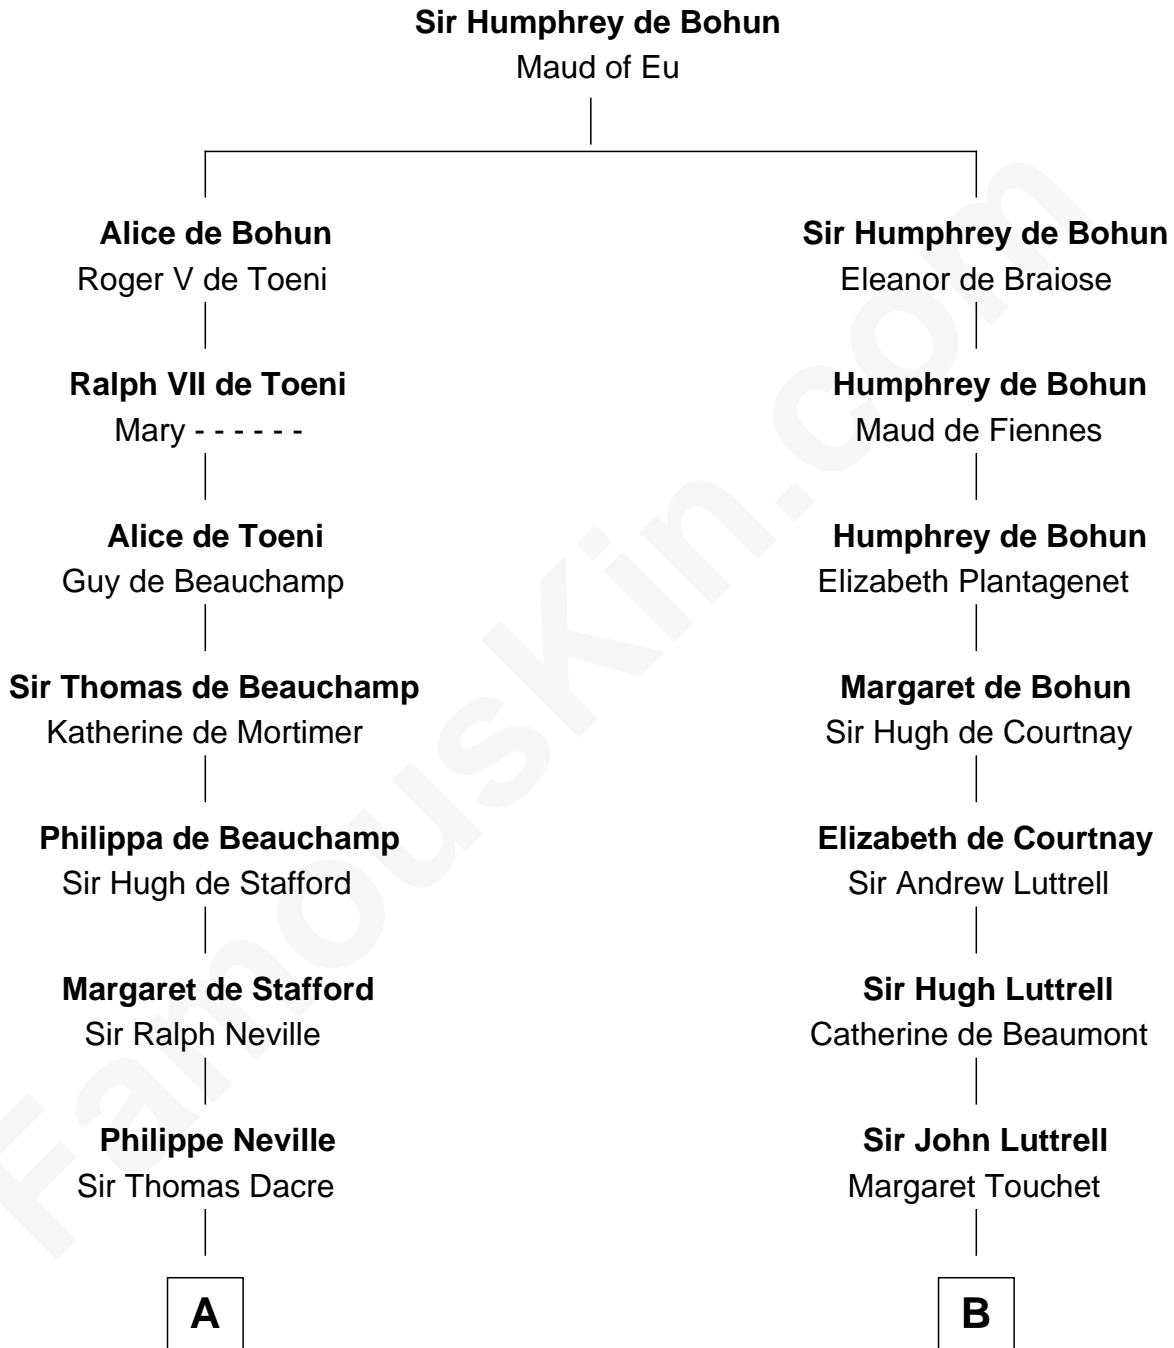 Sir Humphrey de Bohun
Maud of Eu
Alice de Bohun
Roger V de Toeni
Sir Humphrey de Bohun
Eleanor de Braiose
Ralph VII de Toeni
Mary - - - - - -
Humphrey de Bohun
Maud de Fiennes
Alice de Toeni
Guy de Beauchamp
Humphrey de Bohun
Elizabeth Plantagenet
Sir Thomas de Beauchamp
Katherine de Mortimer
Margaret de Bohun
Sir Hugh de Courtnay
Philippa de Beauchamp
Sir Hugh de Stafford
Elizabeth de Courtnay
Sir Andrew Luttrell
Margaret de Stafford
Sir Ralph Neville
Sir Hugh Luttrell
Catherine de Beaumont
Philippe Neville
Sir Thomas Dacre
Sir John Luttrell
Margaret Touchet
A
B
FamousKin.com